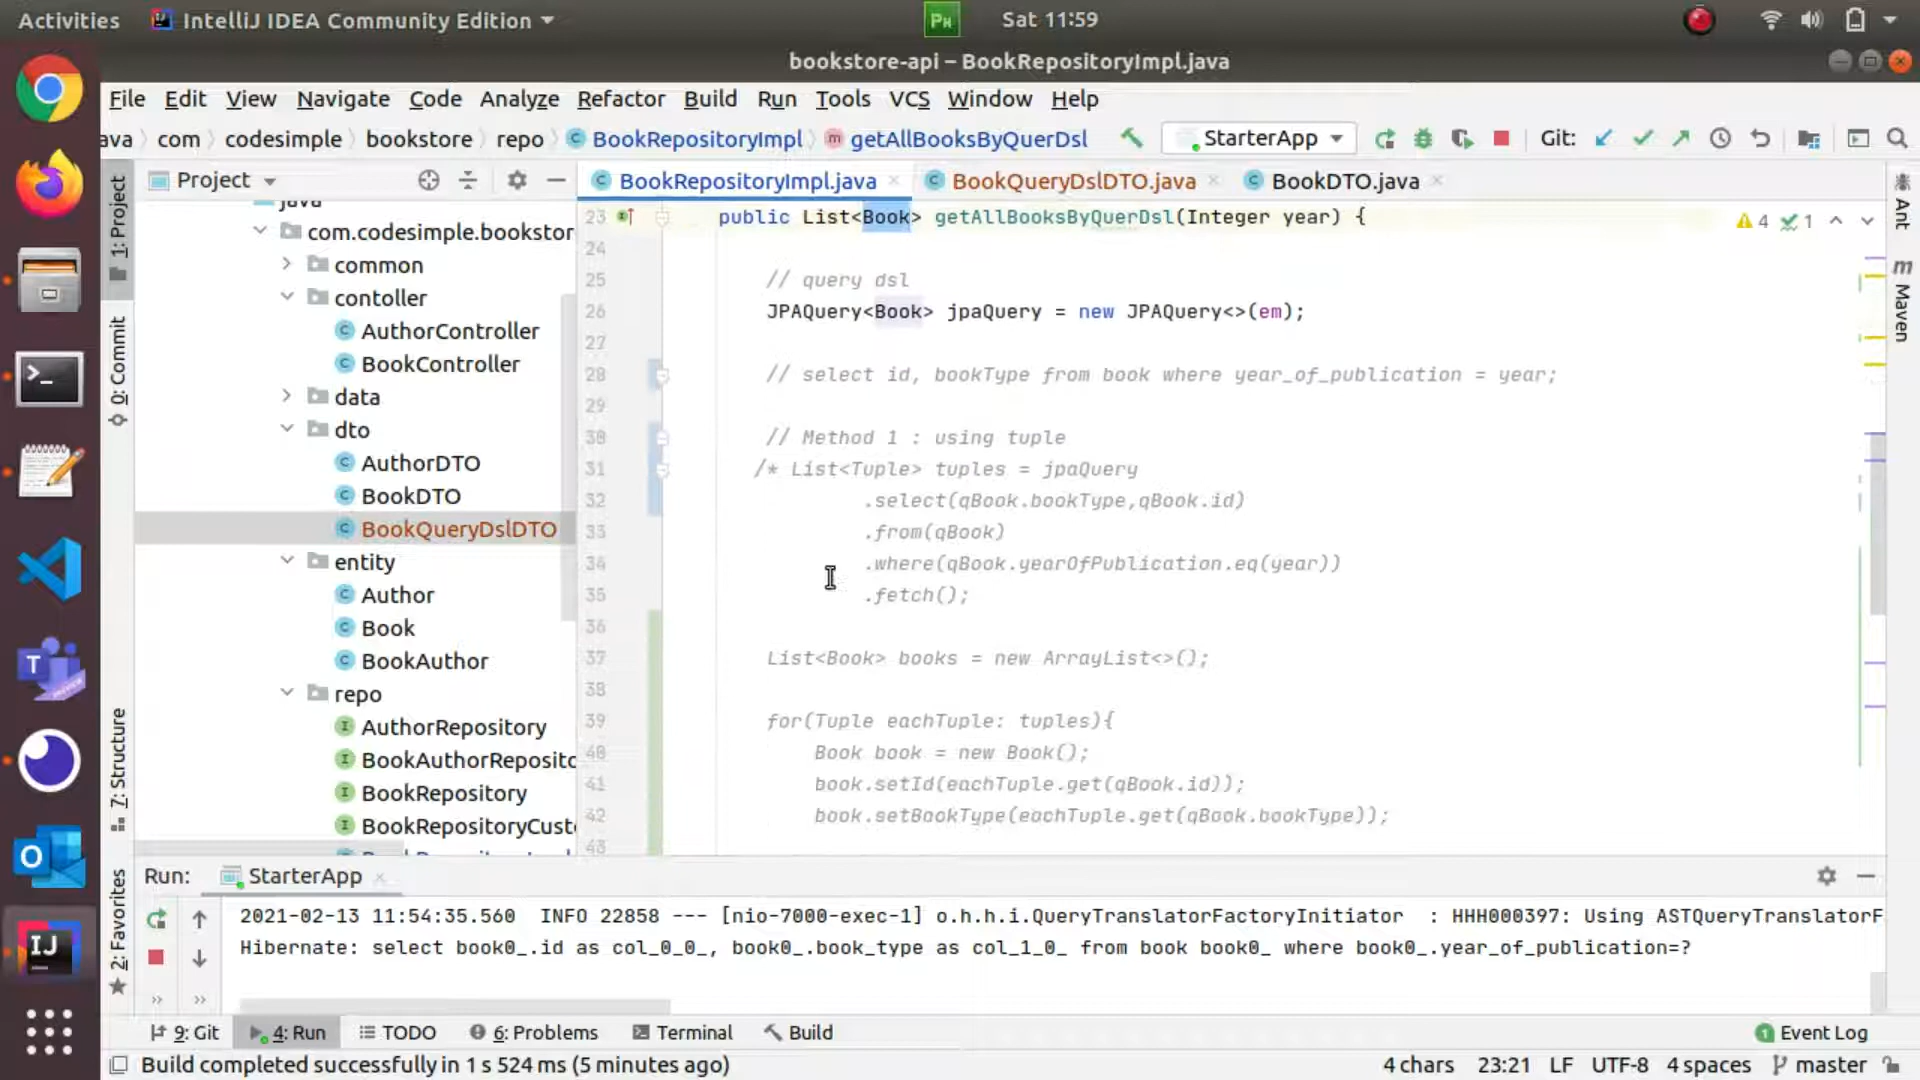 Activities IntelliJ IDEA Community Edition Sat 11:59
bookstore-api – BookRepositoryImpl.java
File Edit View Navigate Code Analyze Refactor Build Run Tools VCS Window Help
ava com codesimple bookstore repo BookRepositoryImpl getAllBooksByQuerDsl StarterApp Git:
Project
BookRepositoryImpl.java BookQueryDslDTO.java BookDTO.java
1: Project
0: Commit
7: Structure
2: Favorites
Ant
Maven
java
com.codesimple.bookstor
common
contoller
AuthorController
BookController
data
dto
AuthorDTO
BookDTO
BookQueryDslDTO
entity
Author
Book
BookAuthor
repo
AuthorRepository
BookAuthorReposito
BookRepository
BookRepositoryCust
4 1
23 public List<Book> getAllBooksByQuerDsl(Integer year) {
24
25 // query dsl
26 JPAQuery<Book> jpaQuery = new JPAQuery<>(em);
27
28 // select id, bookType from book where year_of_publication = year;
29
30 // Method 1 : using tuple
31 /* List<Tuple> tuples = jpaQuery
32 .select(qBook.bookType,qBook.id)
33 .from(qBook)
34 .where(qBook.yearOfPublication.eq(year))
35 .fetch();
36
37 List<Book> books = new ArrayList<>();
38
39 for(Tuple eachTuple: tuples){
40 Book book = new Book();
41 book.setId(eachTuple.get(qBook.id));
42 book.setBookType(eachTuple.get(qBook.bookType));
43
Run: StarterApp
2021-02-13 11:54:35.560 INFO 22858 --- [nio-7000-exec-1] o.h.h.i.QueryTranslatorFactoryInitiator : HHH000397: Using ASTQueryTranslatorF
Hibernate: select book0_.id as col_0_0_, book0_.book_type as col_1_0_ from book book0_ where book0_.year_of_publication=?
9: Git 4: Run TODO 6: Problems Terminal Build 1 Event Log
Build completed successfully in 1 s 524 ms (5 minutes ago) 4 chars 23:21 LF UTF-8 4 spaces master